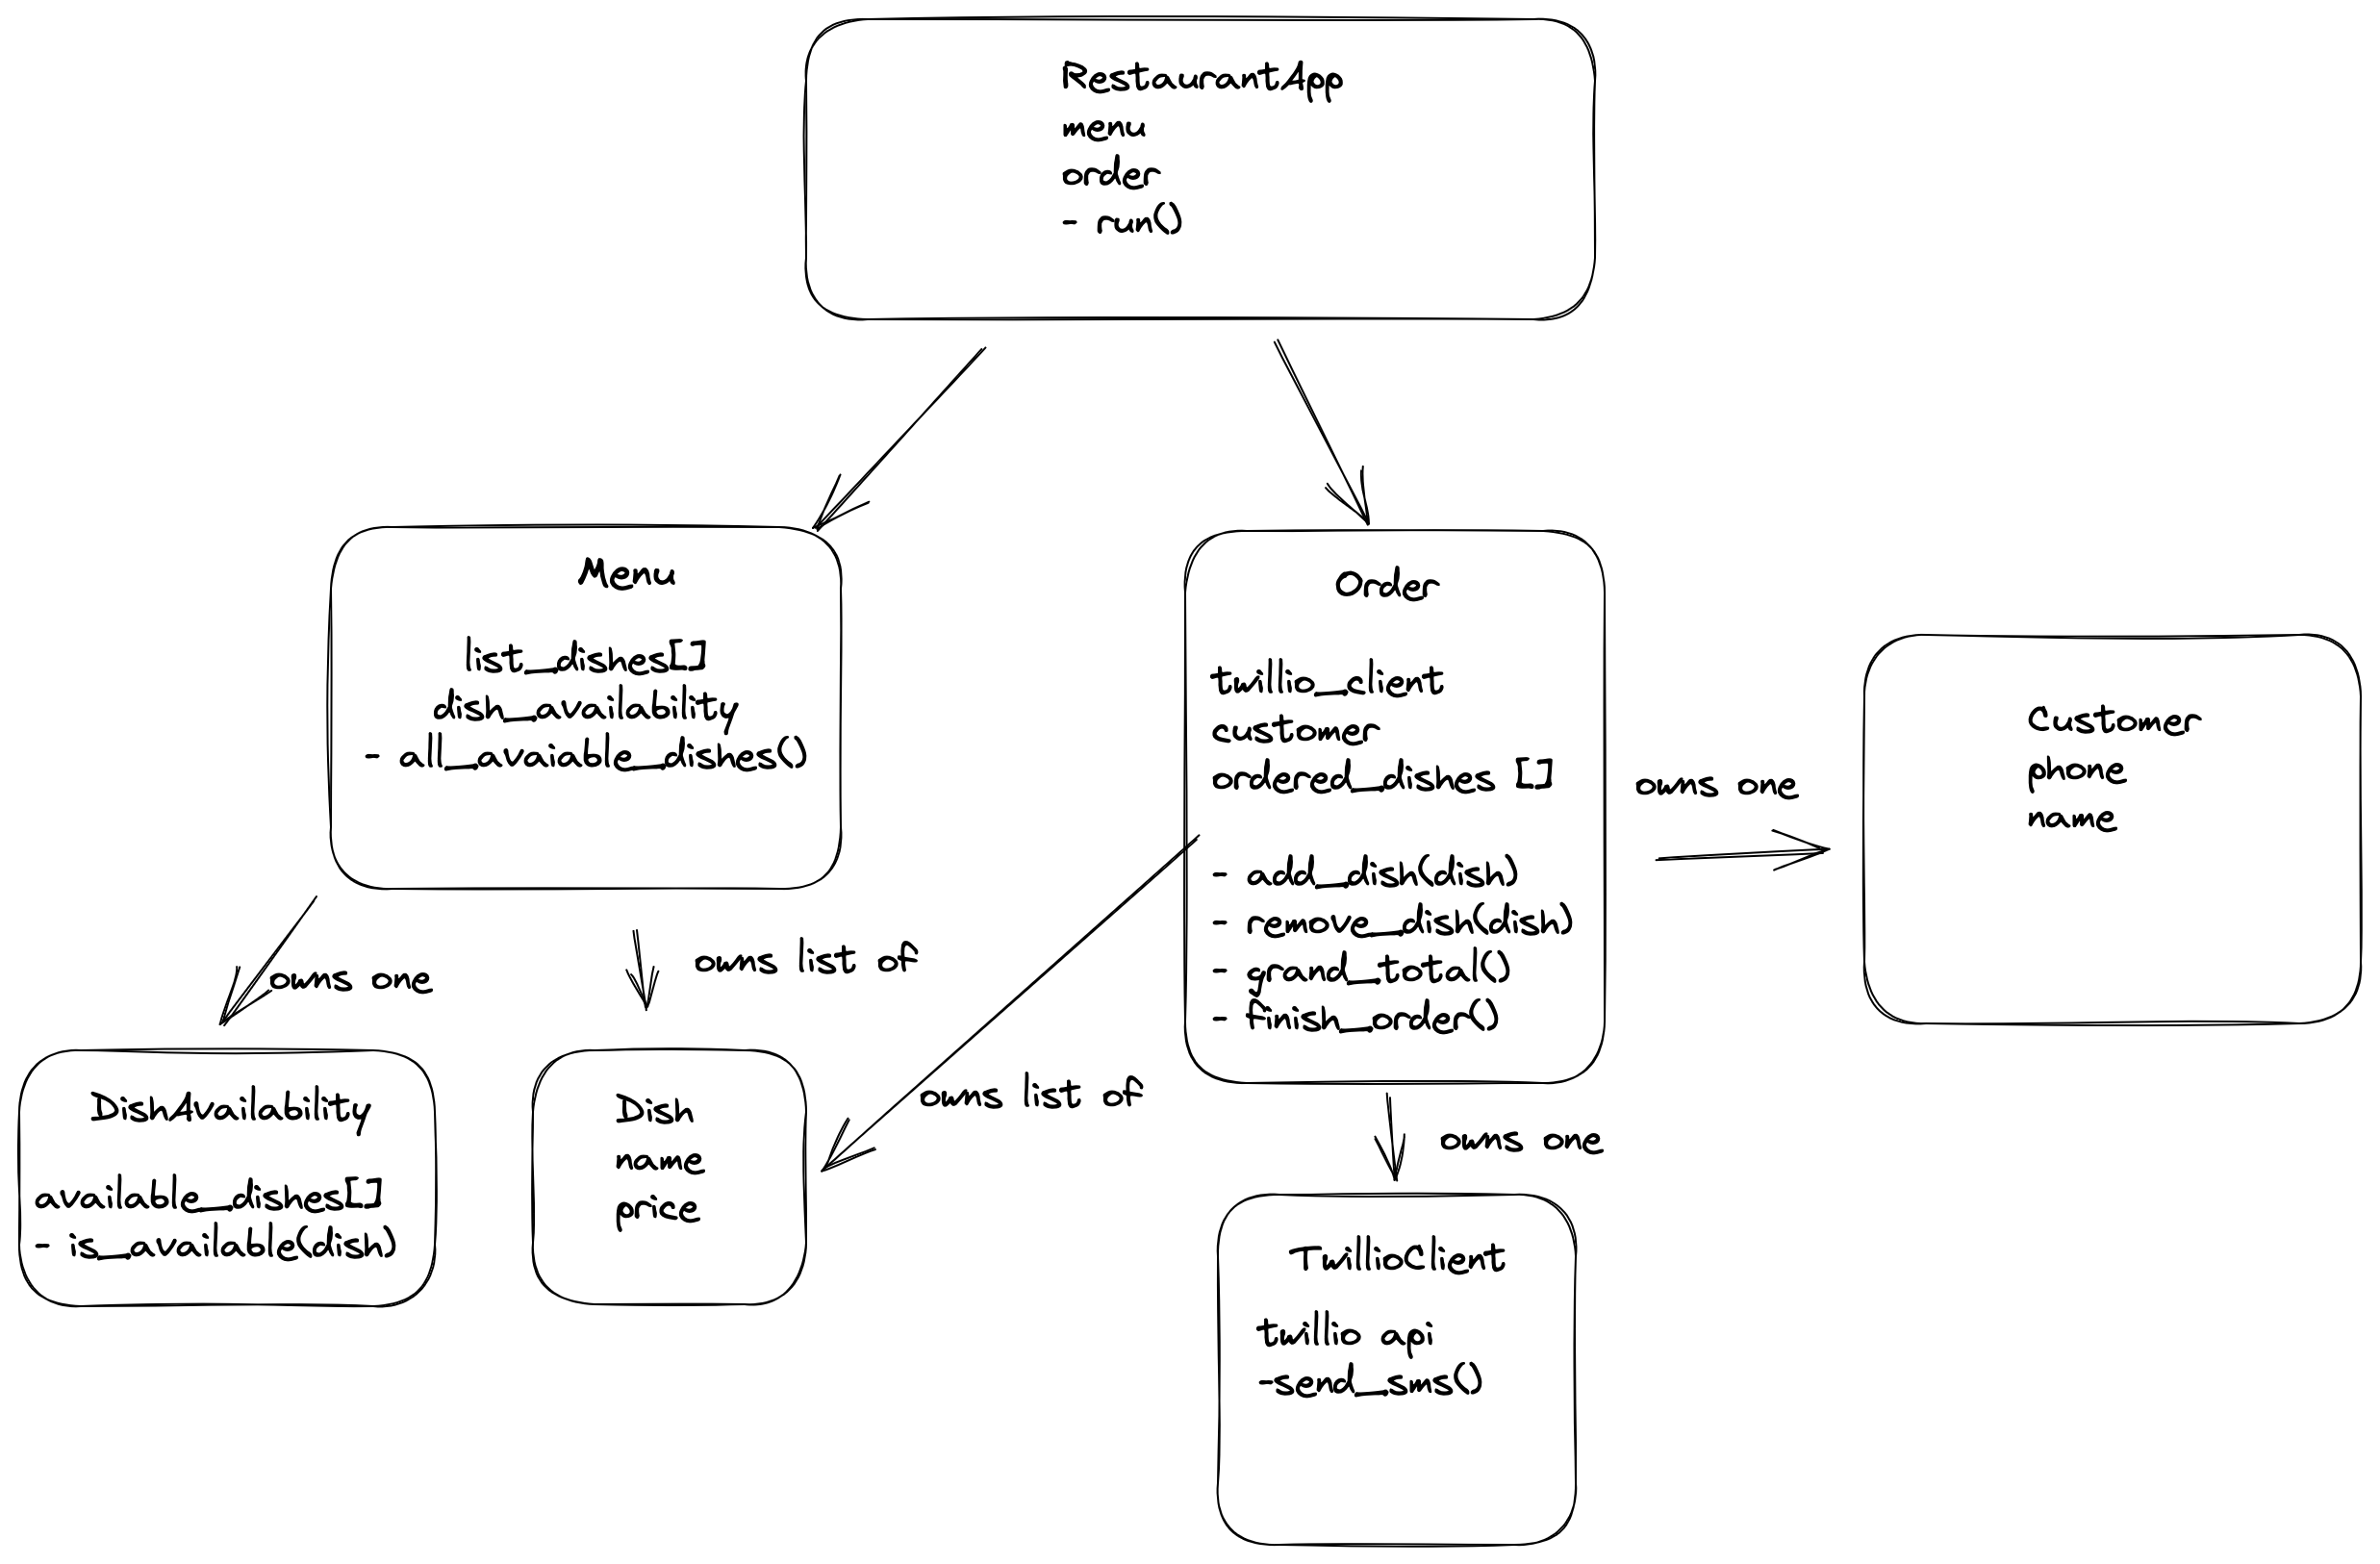 RestaurantApp
menu
order
- run()
Menu
list_dishes[]
dish_availability
- all_avaiable_dishes()
Order
twillio_client
customer
ordered_dishes []
- add_dish(dish)
- remove_dish(dish)
- grand_total()
- finish_order()
owns one
Customer
phone
name
owns one
owns list of
owns list of
owns one
DishAvailability
available_dishes[]
- is_available(dish)
Dish
name
price
TwillioClient
twillio api
-send_sms()